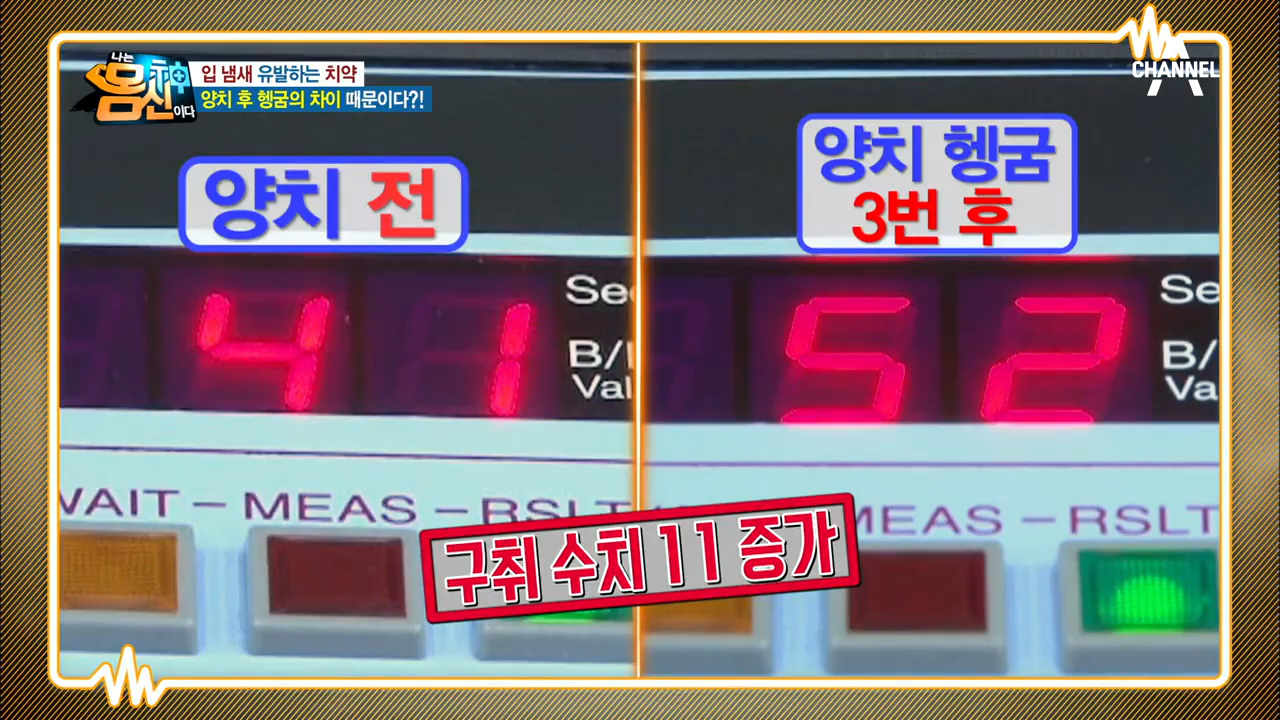 나는
몸신
神
이다
입 냄새 유발하는 치약
양치 후 헹굼의 차이 때문이다?!
CHANNEL
A
양치 전
양치 헹굼
3번 후
41
52
Sec
B/
Val
Se
B/
Va
WAIT – MEAS – RSLT
MEAS – RSLT
구취 수치 11 증가